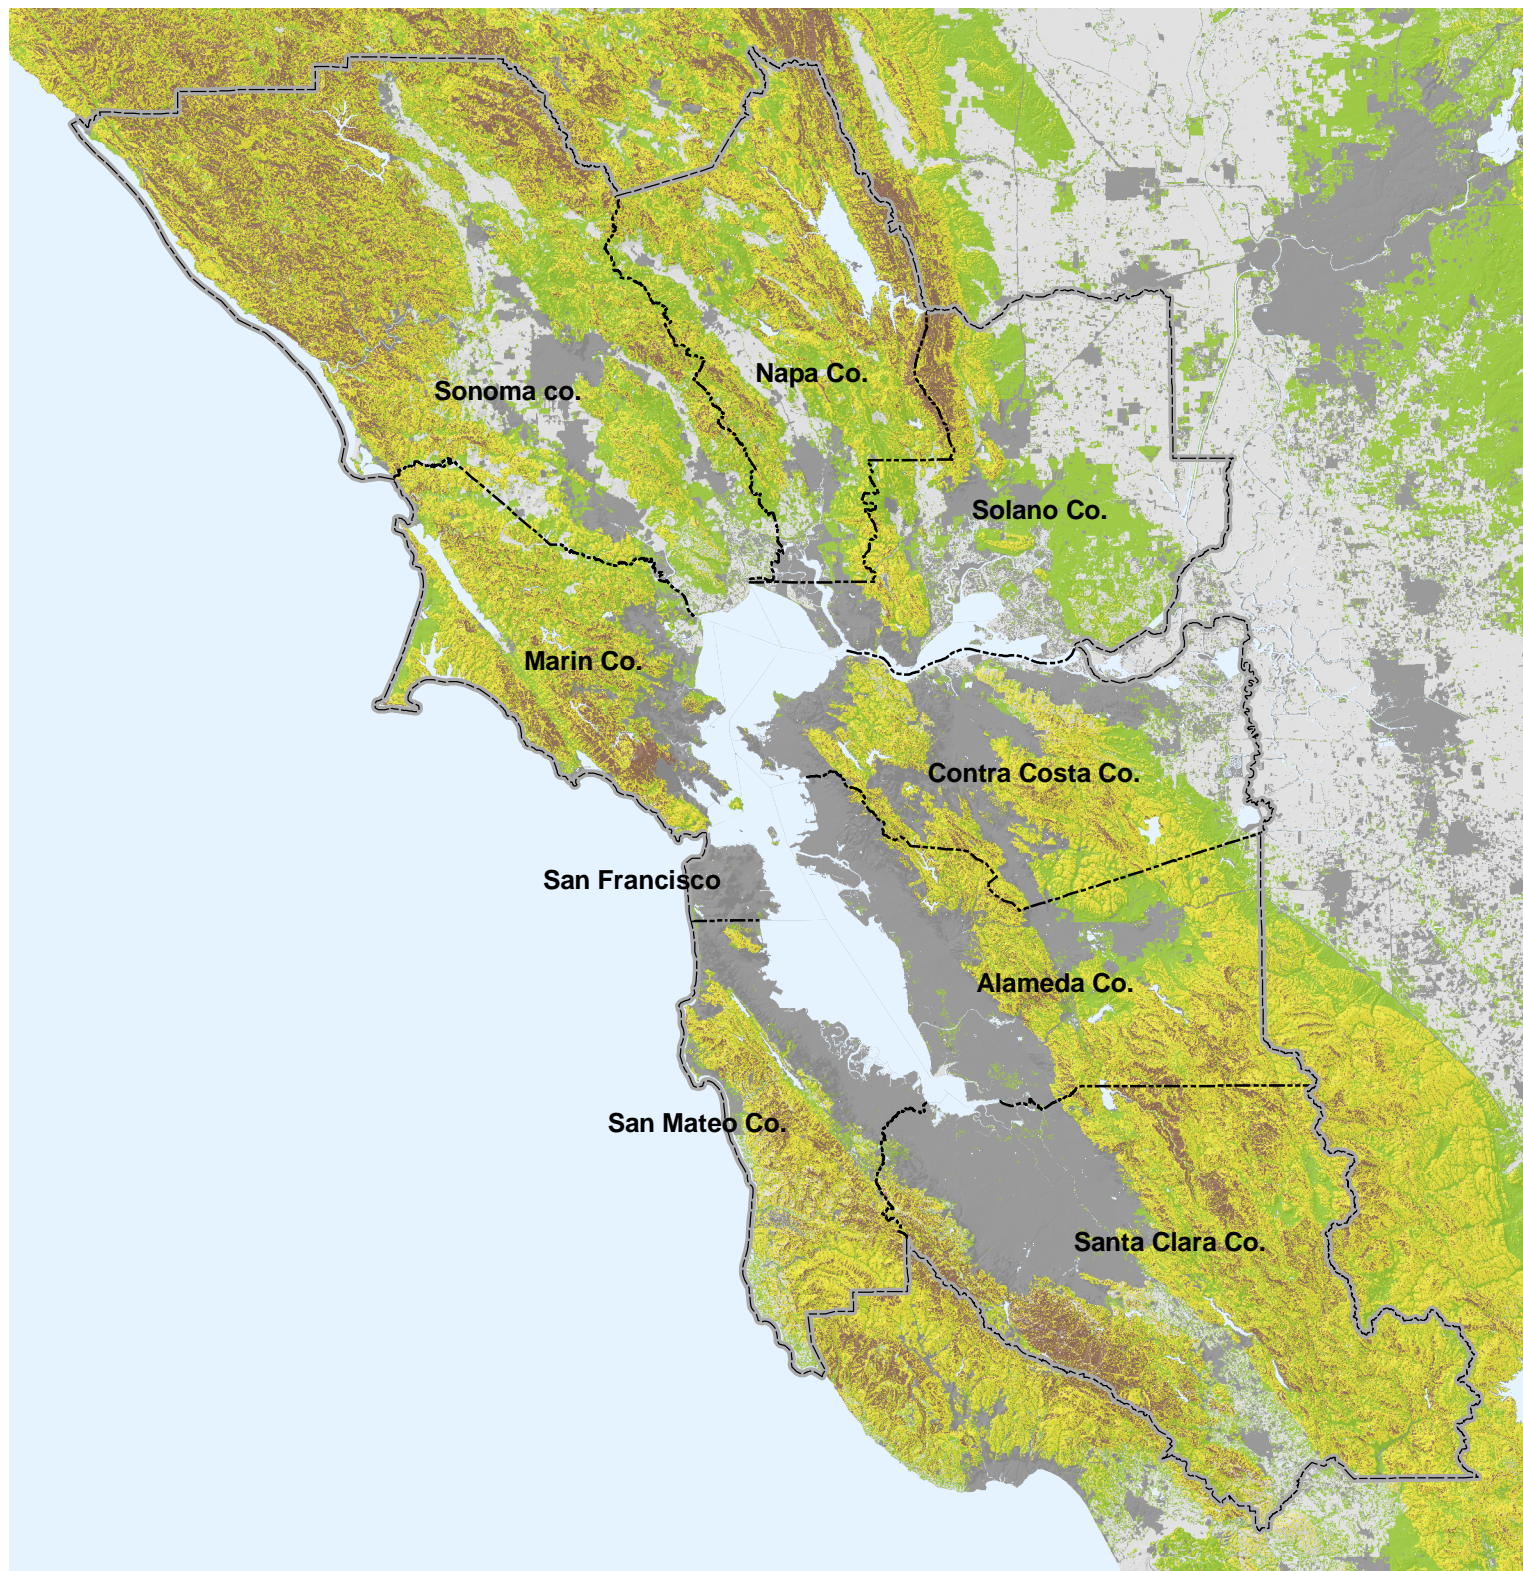 Napa Co.
Sonoma co.
Solano Co.
Marin Co.
Contra Costa Co.
San Francisco
Alameda Co.
San Mateo Co.
Santa Clara Co.